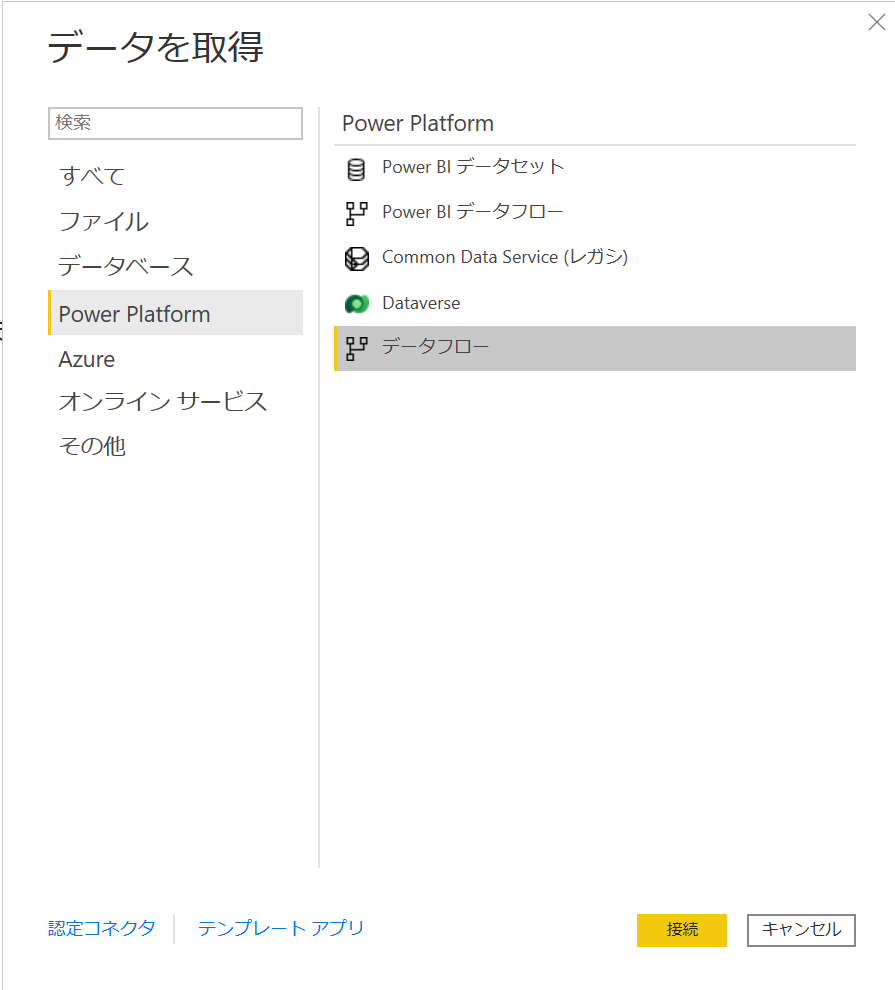 データを取得
検索
すべて
ファイル
データベース
Power Platform
Azure
オンライン サービス
その他
Power Platform
Power BI データセット
Power BI データフロー
Common Data Service (レガシ)
Dataverse
データフロー
認定コネクタ
テンプレート アプリ
接続
キャンセル